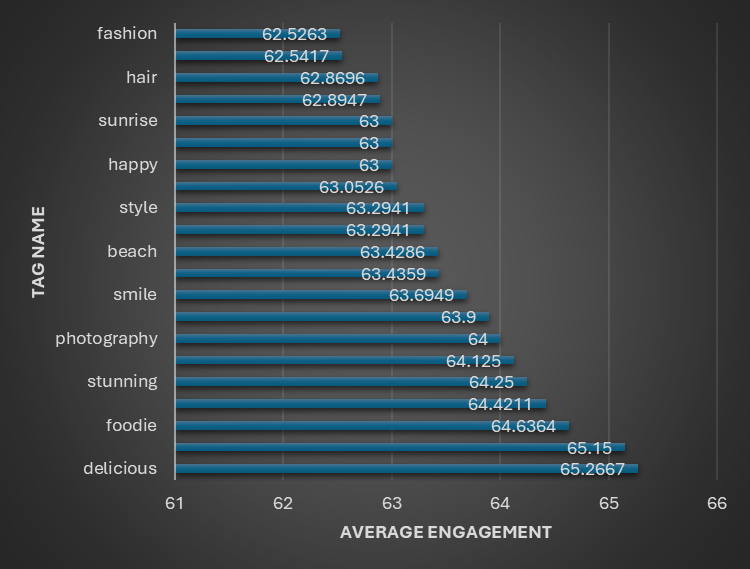 fashion 62.5263
62.5417
hair 62.8696
62.8947
sunrise 63
63
happy 63
63.0526
style 63.2941
63.2941
beach 63.4286
63.4359
smile 63.6949
63.9
photography 64
64.125
stunning 64.25
64.4211
foodie 64.6364
65.15
delicious 65.2667
TAG NAME
61 62 63 64 65 66
AVERAGE ENGAGEMENT